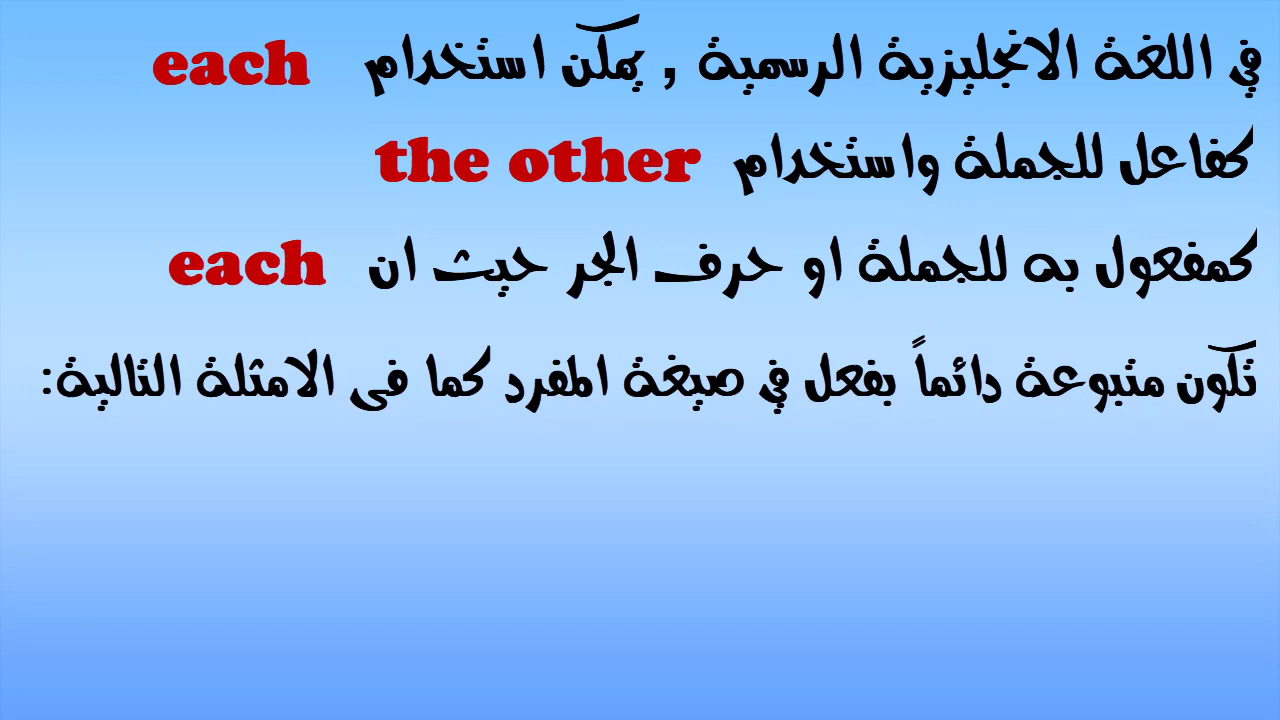 في اللغة الانجليزية الرسمية , يمكن استخدام each
كفاعل للجملة واستخدام the other
كمفعول به للجملة او حرف الجر حيث ان each
تكون متبوعة دائماً بفعل في صيغة المفرد كما فى الامثلة التالية: